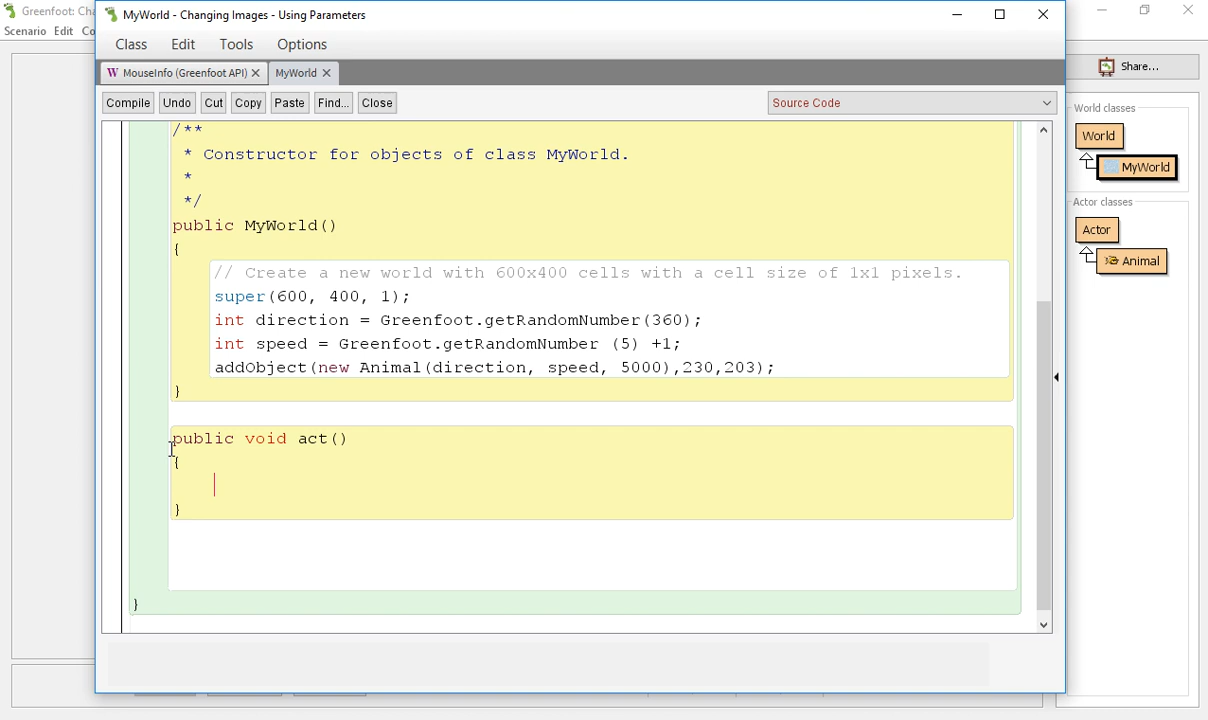 Greenfoot: Cha
MyWorld - Changing Images - Using Parameters
Scenario Edit Co
Class Edit Tools Options
Share...
MouseInfo (Greenfoot API) MyWorld
Compile Undo Cut Copy Paste Find... Close Source Code
World classes
World
MyWorld
Actor classes
Actor
Animal
/**
* Constructor for objects of class MyWorld.
*
*/
public MyWorld()
{
// Create a new world with 600x400 cells with a cell size of 1x1 pixels.
super(600, 400, 1);
int direction = Greenfoot.getRandomNumber(360);
int speed = Greenfoot.getRandomNumber (5) +1;
addObject(new Animal(direction, speed, 5000),230,203);
}
public void act()
{
}
}